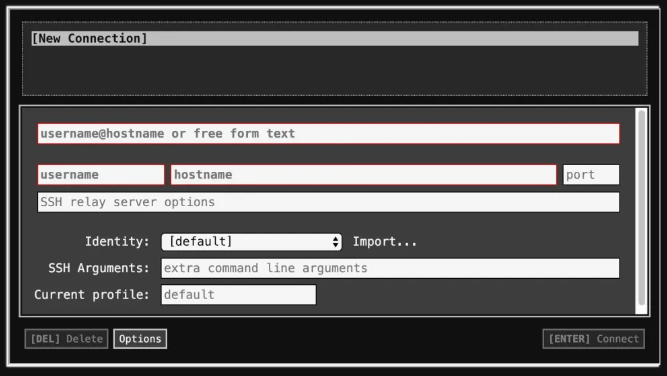 [New Connection]
username@hostname or free form text
username hostname port
SSH relay server options
Identity: [default] Import...
SSH Arguments: extra command line arguments
Current profile: default
[DEL] Delete Options [ENTER] Connect